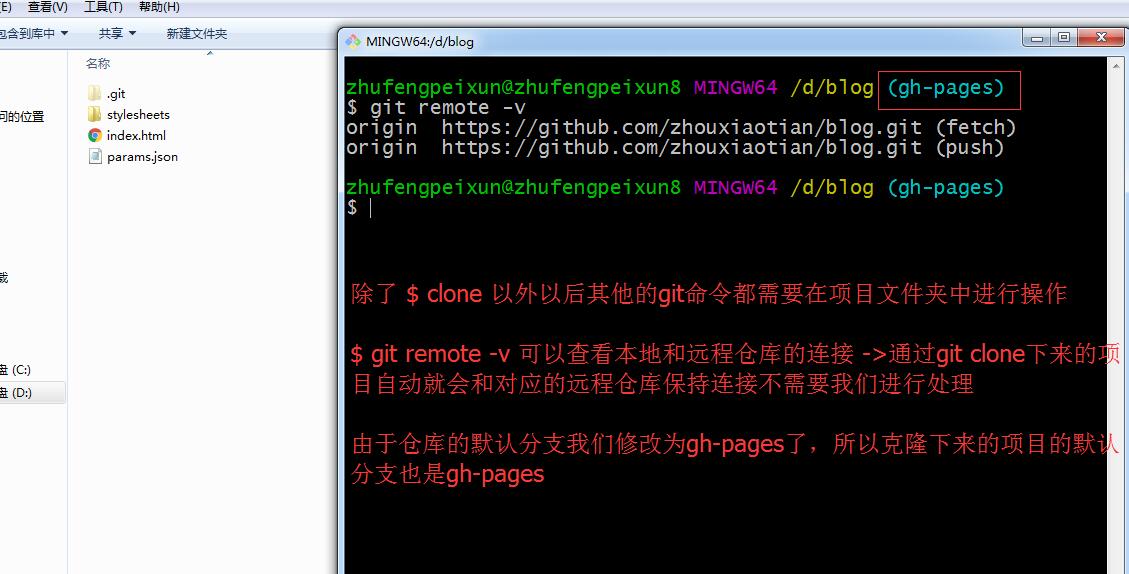 (E) 查看(V) 工具(T) 帮助(H)
包含到库中 共享 新建文件夹
MINGW64:/d/blog
名称
.git
stylesheets
index.html
params.json
问的位置
载
盘 (C:)
盘 (D:)
zhufengpeixun@zhufengpeixun8 MINGW64 /d/blog (gh-pages)
$ git remote -v
origin https://github.com/zhouxiaotian/blog.git (fetch)
origin https://github.com/zhouxiaotian/blog.git (push)
zhufengpeixun@zhufengpeixun8 MINGW64 /d/blog (gh-pages)
$
除了 $ clone 以外以后其他的git命令都需要在项目文件夹中进行操作
$ git remote -v 可以查看本地和远程仓库的连接 ->通过git clone下来的项
目自动就会和对应的远程仓库保持连接不需要我们进行处理
由于仓库的默认分支我们修改为gh-pages了，所以克隆下来的项目的默认
分支也是gh-pages